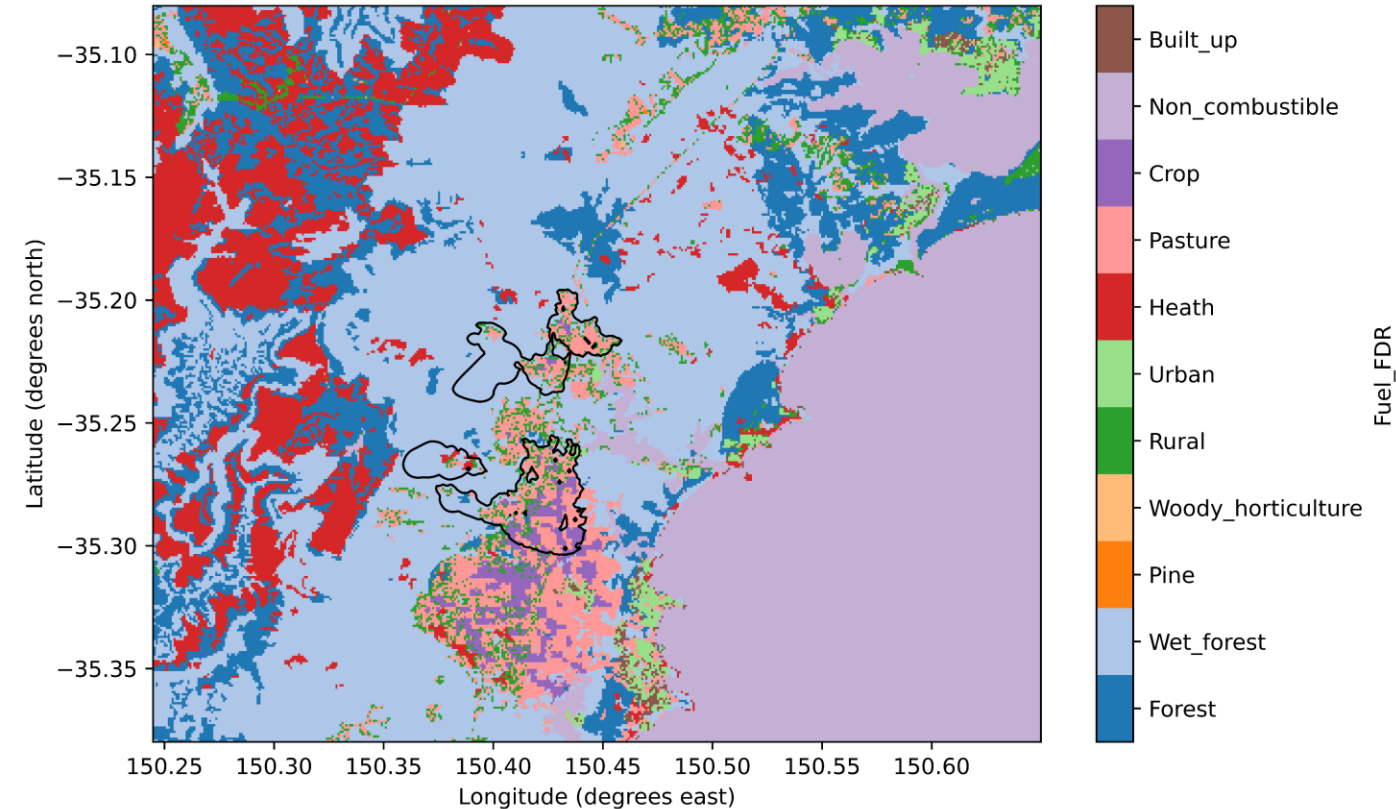 −35.10
−35.15
−35.20
−35.25
−35.30
−35.35
Latitude (degrees north)
150.25 150.30 150.35 150.40 150.45 150.50 150.55 150.60
Longitude (degrees east)
Built_up
Non_combustible
Crop
Pasture
Heath
Urban
Rural
Woody_horticulture
Pine
Wet_forest
Forest
Fuel_FDR